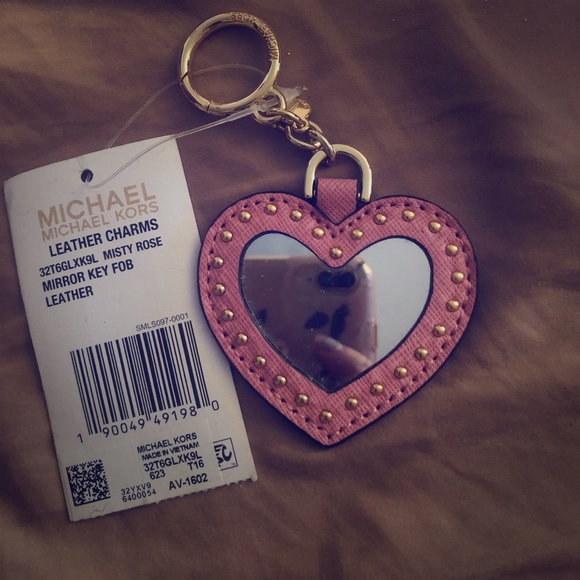 MICHAEL
MICHAEL KORS
LEATHER CHARMS
32T6GLXK9L MISTY ROSE
MIRROR KEY FOB
LEATHER
SMLS097-0001
1 90049 49198 0
MICHAEL KORS
MADE IN VIETNAM
32T6GLXK9L
623 T16
32YXV9
6400054 AV-1602